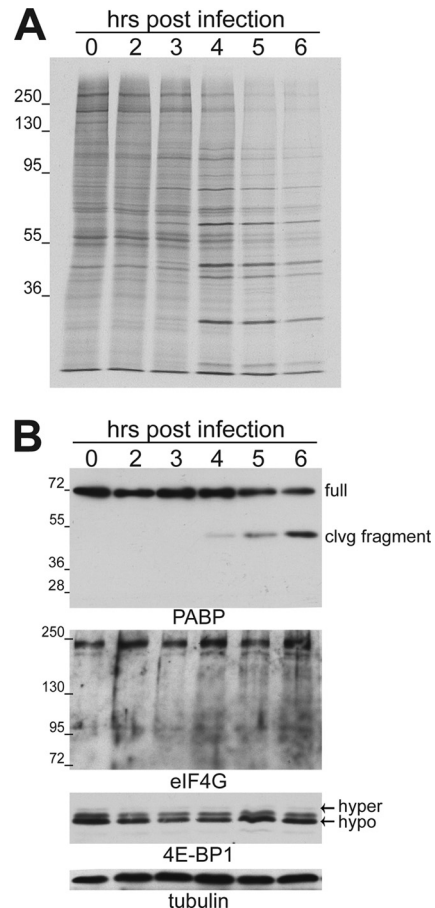 A
hrs post infection
0 2 3 4 5 6
250
130
95
55
36
B
hrs post infection
0 2 3 4 5 6
72
full
55
clvg fragment
36
28
PABP
250
130
95
72
eIF4G
hyper
hypo
4E-BP1
tubulin